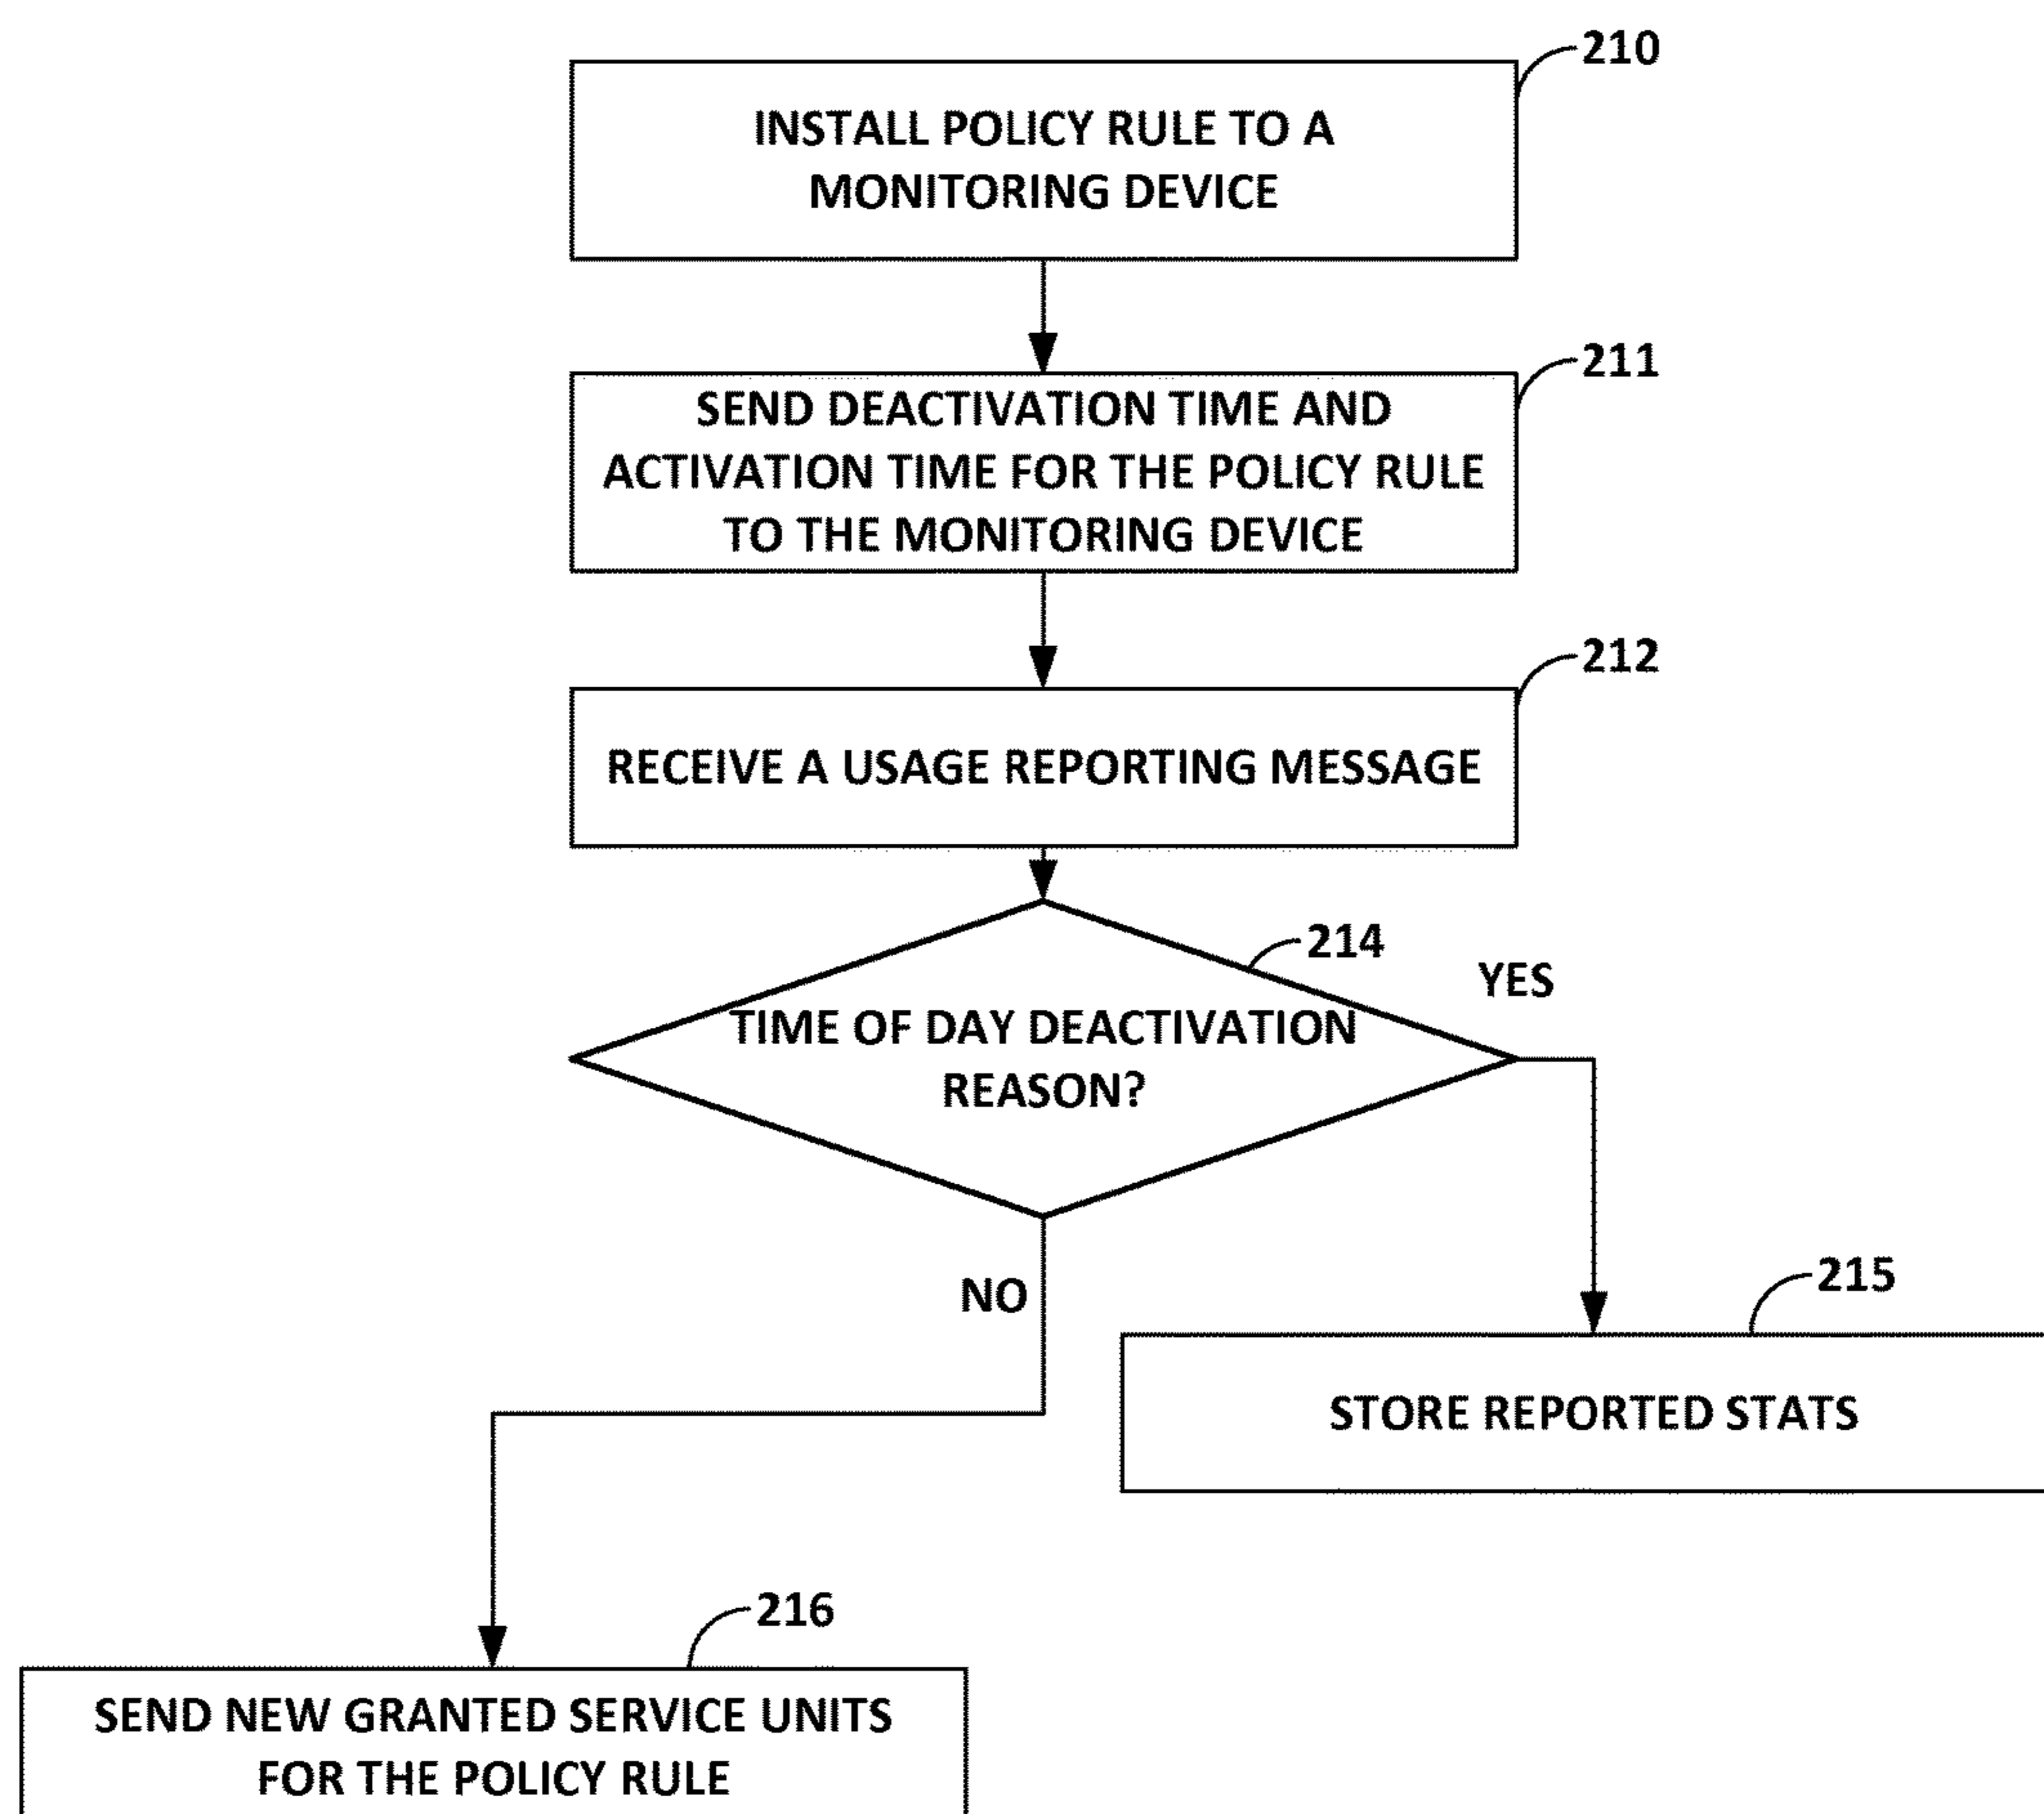 210
INSTALL POLICY RULE TO A
MONITORING DEVICE
211
SEND DEACTIVATION TIME AND
ACTIVATION TIME FOR THE POLICY RULE
TO THE MONITORING DEVICE
212
RECEIVE A USAGE REPORTING MESSAGE
214
YES
TIME OF DAY DEACTIVATION
REASON?
NO
215
STORE REPORTED STATS
216
SEND NEW GRANTED SERVICE UNITS
FOR THE POLICY RULE